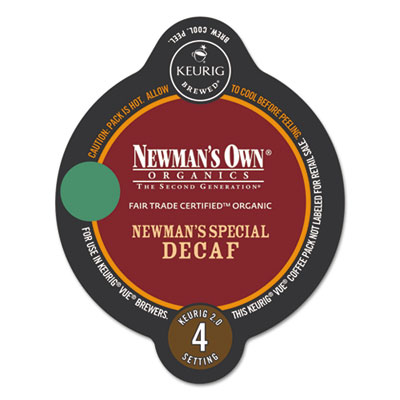 BREW. COOL. PEEL.
KEURIG
BREWED®
CAUTION: PACK IS HOT. ALLOW TO COOL BEFORE PEELING.
NEWMAN'S OWN®
ORGANICS
THE SECOND GENERATION®
FAIR TRADE CERTIFIED™ ORGANIC
NEWMAN'S SPECIAL
DECAF
FOR USE IN KEURIG® VUE® BREWERS.
THIS KEURIG® VUE® COFFEE PACK NOT LABELED FOR RETAIL SALE.
KEURIG 2.0
4
SETTING